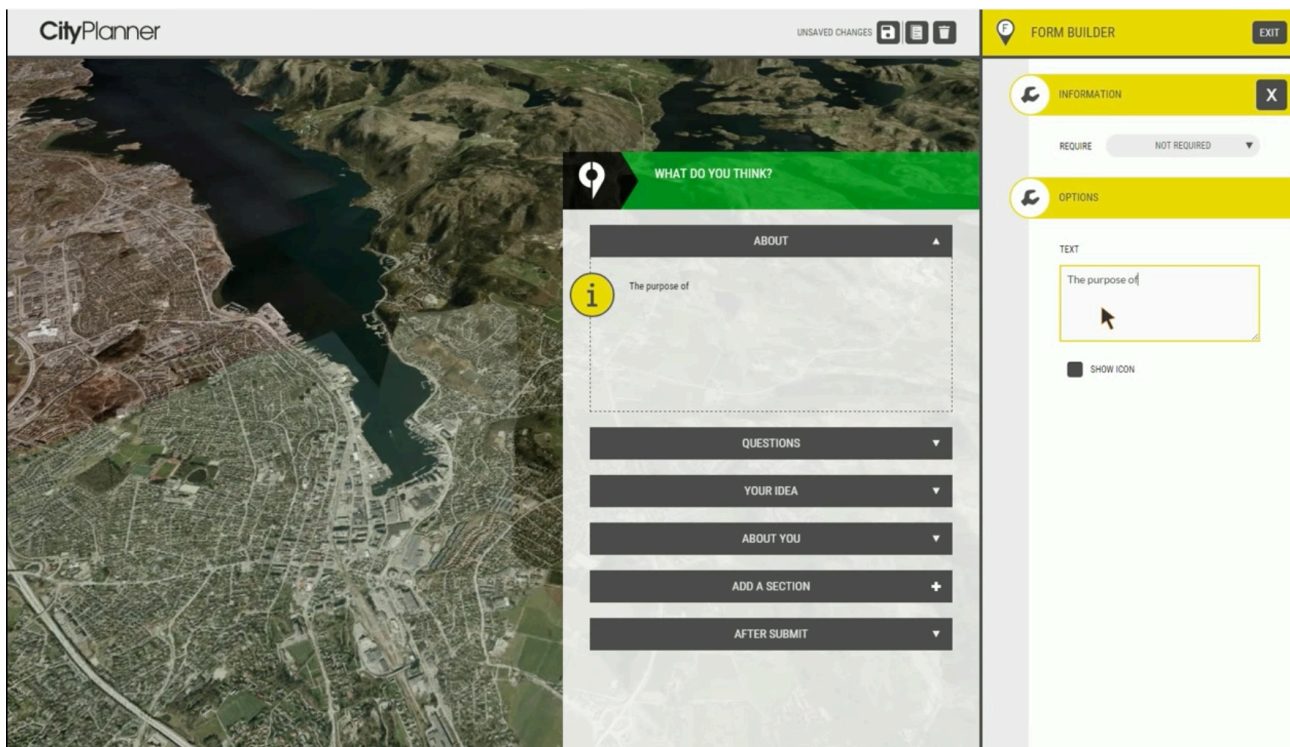 CityPlanner
UNSAVED CHANGES
F
FORM BUILDER
EXIT
INFORMATION
X
REQUIRE
NOT REQUIRED
OPTIONS
TEXT
The purpose of
SHOW ICON
WHAT DO YOU THINK?
ABOUT
i
The purpose of
QUESTIONS
YOUR IDEA
ABOUT YOU
ADD A SECTION
AFTER SUBMIT